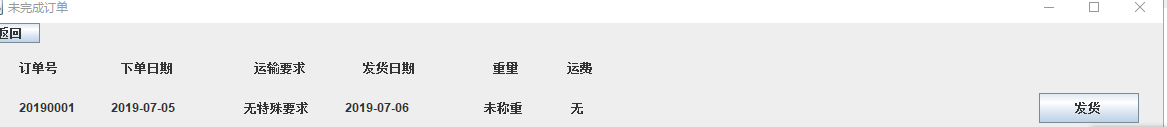 未完成订单
返回
订单号 下单日期 运输要求 发货日期 重量 运费
20190001 2019-07-05 无特殊要求 2019-07-06 未称重 无 发货